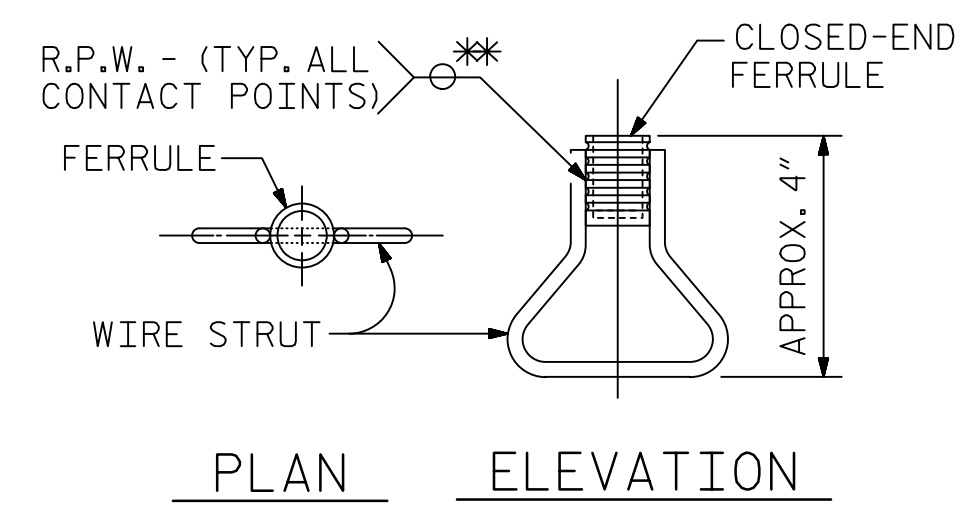 R.P.W. - (TYP. ALL
CONTACT POINTS)
**
CLOSED-END
FERRULE
FERRULE
APPROX. 4"
WIRE STRUT
PLAN
ELEVATION